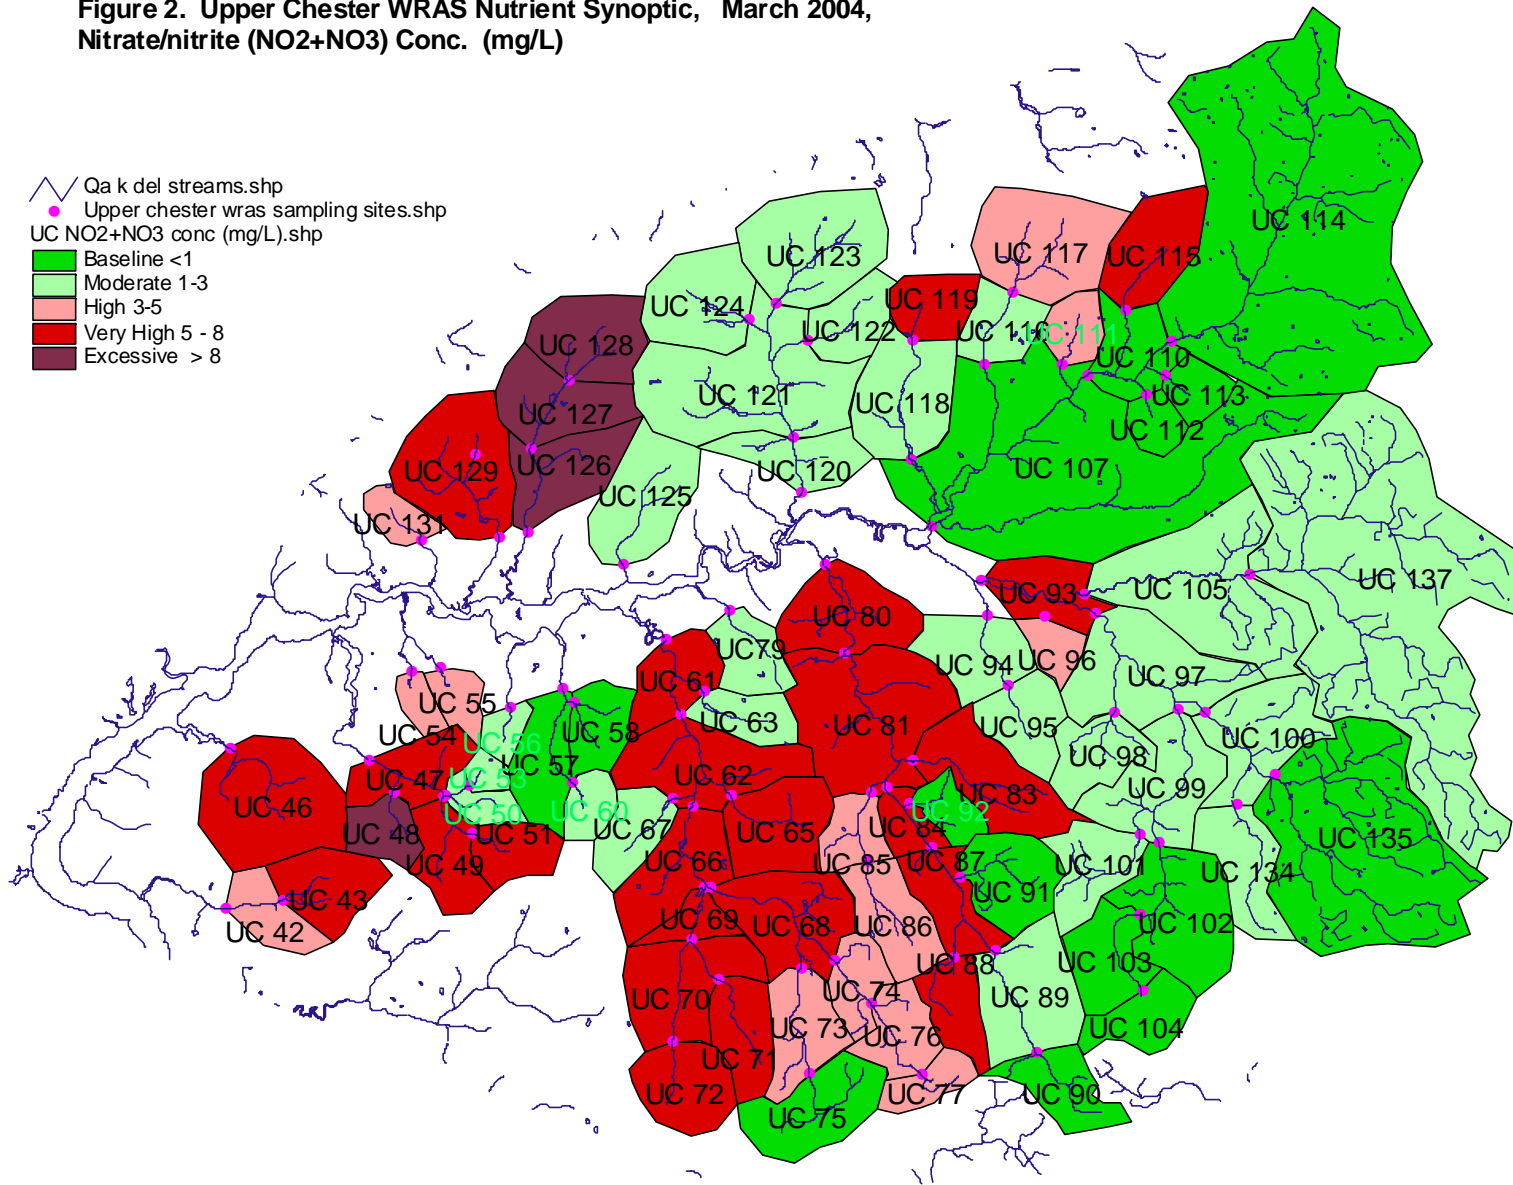 Figure 2.  Upper Chester WRAS Nutrient Synoptic,   March 2004,
Nitrate/nitrite (NO2+NO3) Conc.  (mg/L)
Qa k del streams.shp
Upper chester wras sampling sites.shp
UC NO2+NO3 conc (mg/L).shp
Baseline <1
Moderate 1-3
High 3-5
Very High 5 - 8
Excessive  > 8
UC 114
UC 117
UC 115
UC 123
UC 124
UC 119
UC 122
UC 116
UC 111
UC 128
UC 110
UC 121
UC 113
UC 118
UC 127
UC 112
UC 126
UC 129
UC 120
UC 107
UC 125
UC 131
UC 137
UC 105
UC 93
UC 80
UC79
UC 94
UC 96
UC 97
UC 61
UC 55
UC 63
UC 81
UC 95
UC 58
UC 54
UC 56
UC 100
UC 98
UC 57
UC 53
UC 47
UC 62
UC 99
UC 83
UC 46
UC 50
UC 60
UC 92
UC 48
UC 51
UC 67
UC 65
UC 84
UC 135
UC 49
UC 66
UC 85
UC 87
UC 101
UC 134
UC 91
UC 43
UC 42
UC 69
UC 68
UC 86
UC 102
UC 103
UC 88
UC 74
UC 70
UC 89
UC 73
UC 76
UC 104
UC 71
UC 72
UC 77
UC 90
UC 75